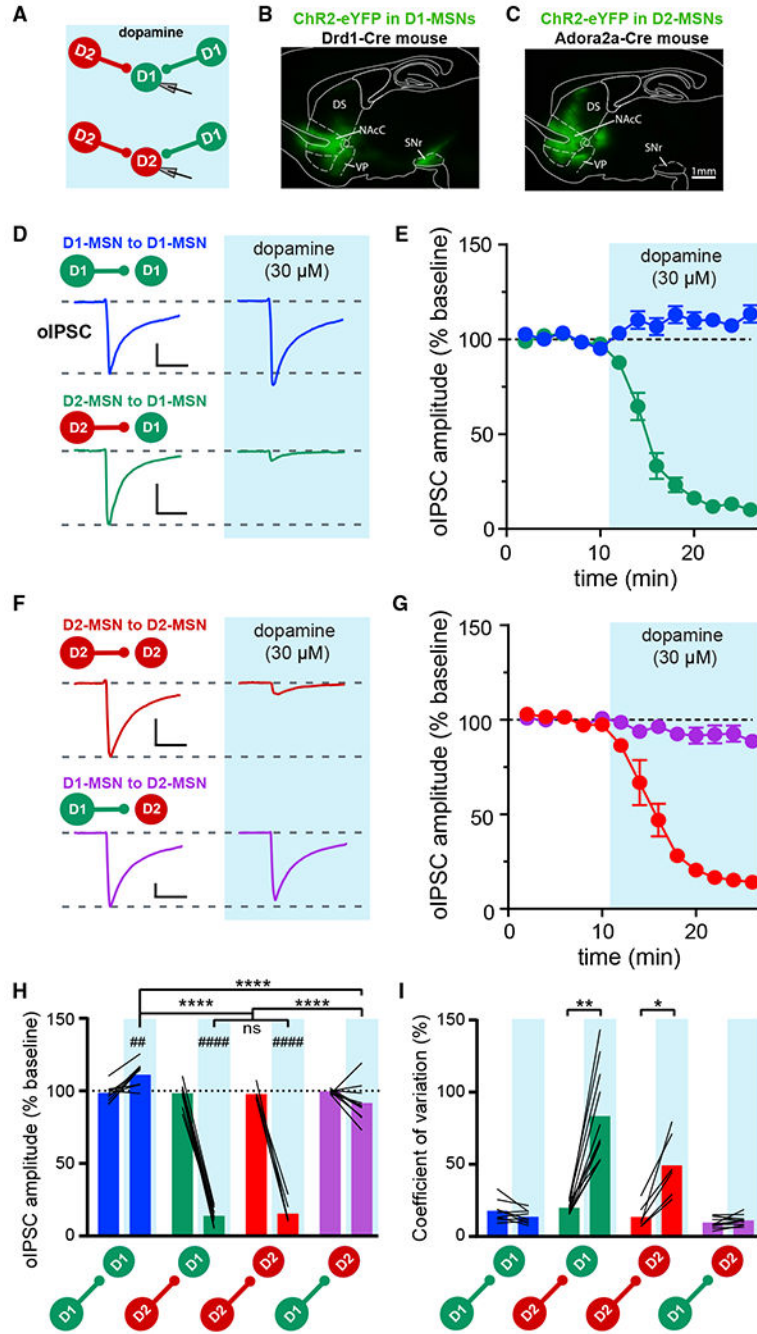 A
dopamine
D2
D1
D1
D2
D2
D1
B
ChR2-eYFP in D1-MSNs
Drd1-Cre mouse
DS
NAcC
SNr
VP
C
ChR2-eYFP in D2-MSNs
Adora2a-Cre mouse
DS
NAcC
SNr
VP
1mm
D
D1-MSN to D1-MSN
D1
D1
dopamine
(30 µM)
oIPSC
D2-MSN to D1-MSN
D2
D1
E
oIPSC amplitude (% baseline)
150
100
50
0
dopamine
(30 µM)
0
10
20
time (min)
F
D2-MSN to D2-MSN
D2
D2
dopamine
(30 µM)
D1-MSN to D2-MSN
D1
D2
G
oIPSC amplitude (% baseline)
150
100
50
0
dopamine
(30 µM)
0
10
20
time (min)
H
oIPSC amplitude (% baseline)
150
100
50
0
****
****
****
ns
##
####
####
D1
D1
D2
D1
D2
D2
D1
D2
I
Coefficient of variation (%)
150
100
50
0
**
*
D1
D1
D2
D1
D2
D2
D1
D2